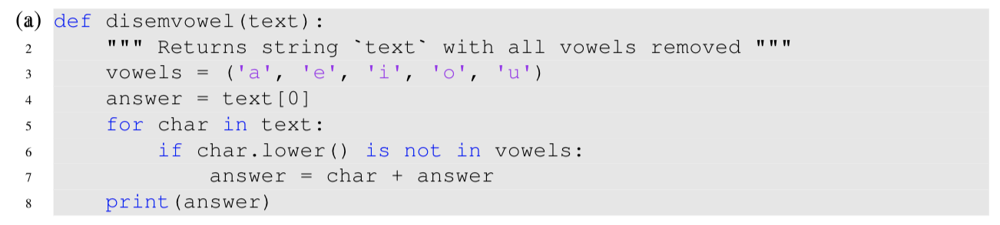 (a) def disemvowel(text):
2     """ Returns string `text` with all vowels removed """
3     vowels = ('a', 'e', 'i', 'o', 'u')
4     answer = text[0]
5     for char in text:
6         if char.lower() is not in vowels:
7             answer = char + answer
8     print(answer)